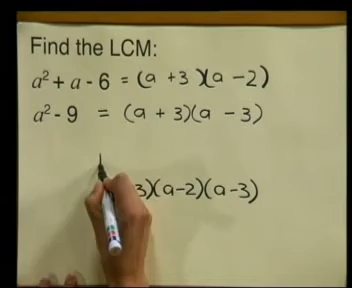 Find the LCM:
a² + a - 6 = (a + 3)(a - 2)
a² - 9 = (a + 3)(a - 3)
3)(a-2)(a-3)